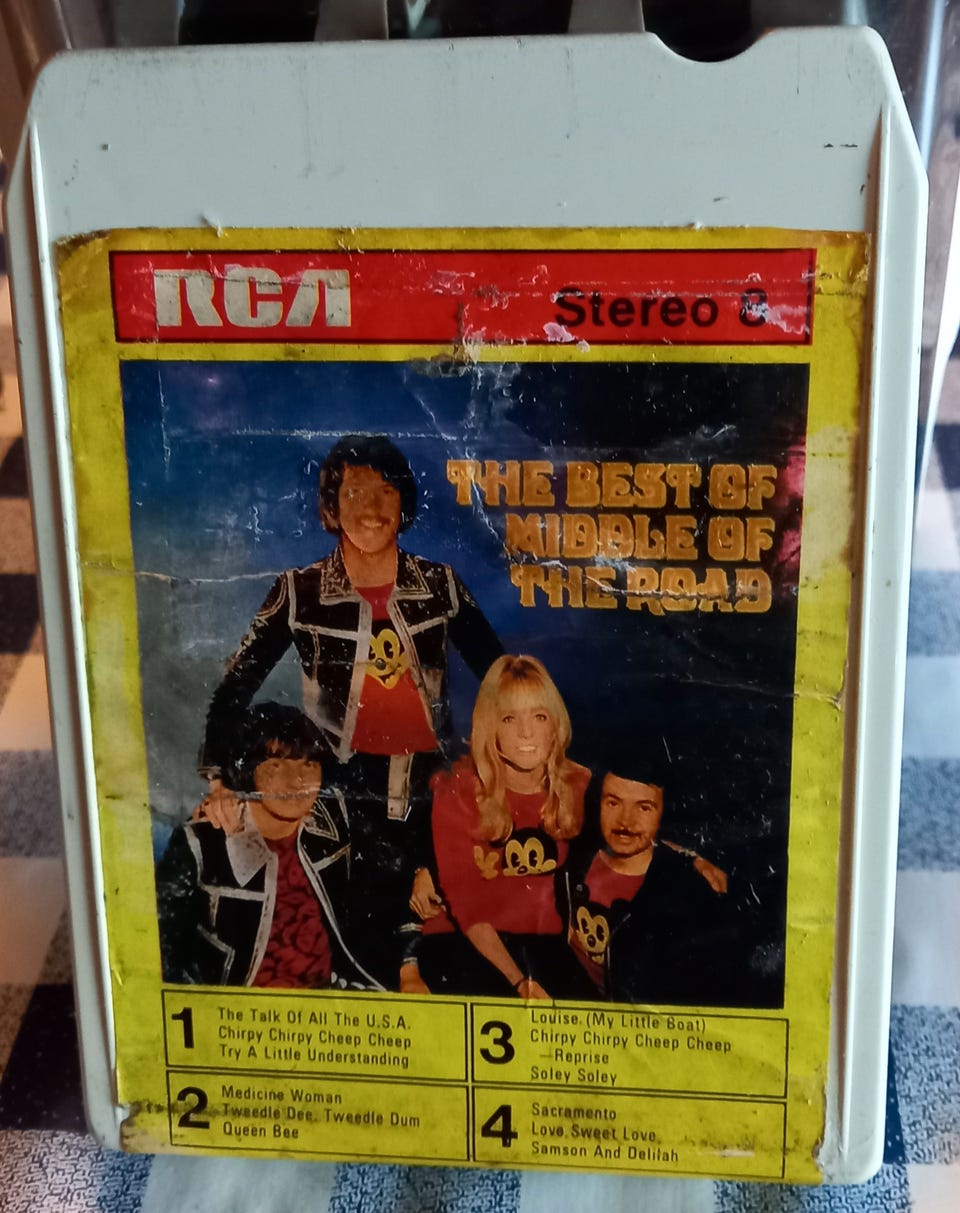 RCA
Stereo 8
THE BEST OF
MIDDLE OF
THE ROAD
1
The Talk Of All The U.S.A.
Chirpy Chirpy Cheep Cheep
Try A Little Understanding
2
Medicine Woman
Tweedle Dee. Tweedle Dum
Queen Bee
3
Louise. (My Little Boat)
Chirpy Chirpy Cheep Cheep
—Reprise
Soley Soley
4
Sacramento
Love Sweet Love
Samson And Delilah